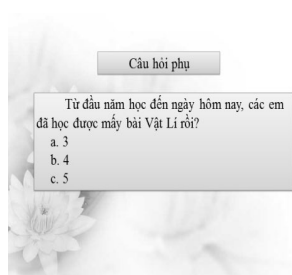 Câu hỏi phụ
Từ đầu năm học đến ngày hôm nay, các em
đã học được mấy bài Vật Lí rồi?
a. 3
b. 4
c. 5